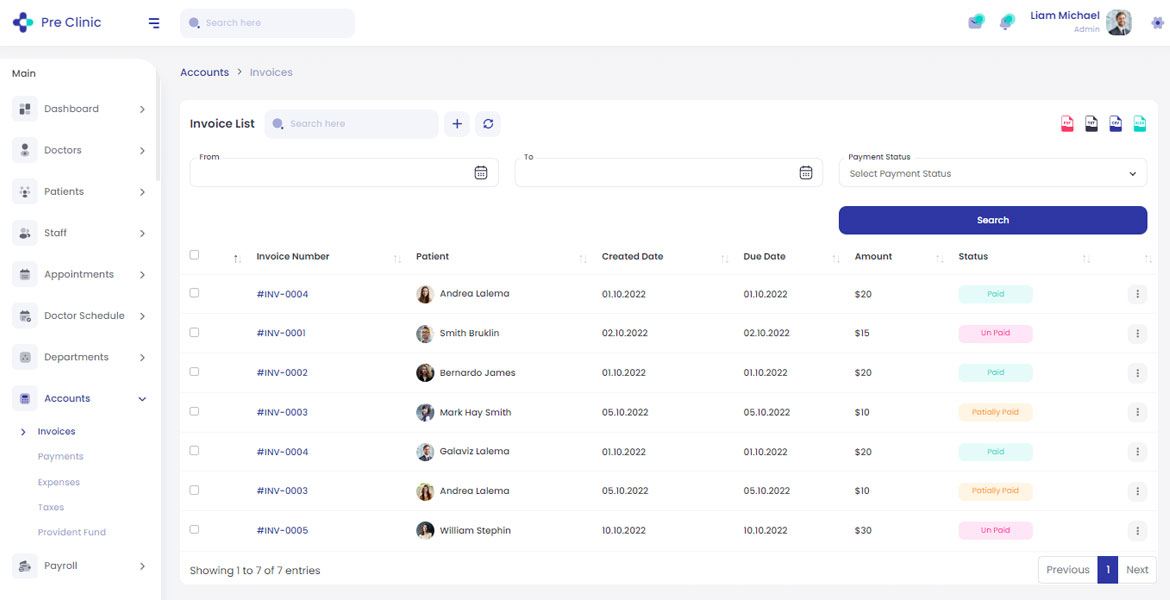 Pre Clinic
Search here
Liam Michael
Admin
Main
Dashboard
Doctors
Patients
Staff
Appointments
Doctor Schedule
Departments
Accounts
Invoices
Payments
Expenses
Taxes
Provident Fund
Payroll
Accounts > Invoices
Invoice List
Search here
From
To
Payment Status
Select Payment Status
Search
Invoice Number Patient Created Date Due Date Amount Status
#INV-0004 Andrea Lalema 01.10.2022 01.10.2022 $20 Paid
#INV-0001 Smith Bruklin 02.10.2022 02.10.2022 $15 Un Paid
#INV-0002 Bernardo James 01.10.2022 01.10.2022 $20 Paid
#INV-0003 Mark Hay Smith 05.10.2022 05.10.2022 $10 Patially Paid
#INV-0004 Galaviz Lalema 01.10.2022 01.10.2022 $20 Paid
#INV-0003 Andrea Lalema 05.10.2022 05.10.2022 $10 Patially Paid
#INV-0005 William Stephin 10.10.2022 10.10.2022 $30 Un Paid
Showing 1 to 7 of 7 entries
Previous 1 Next